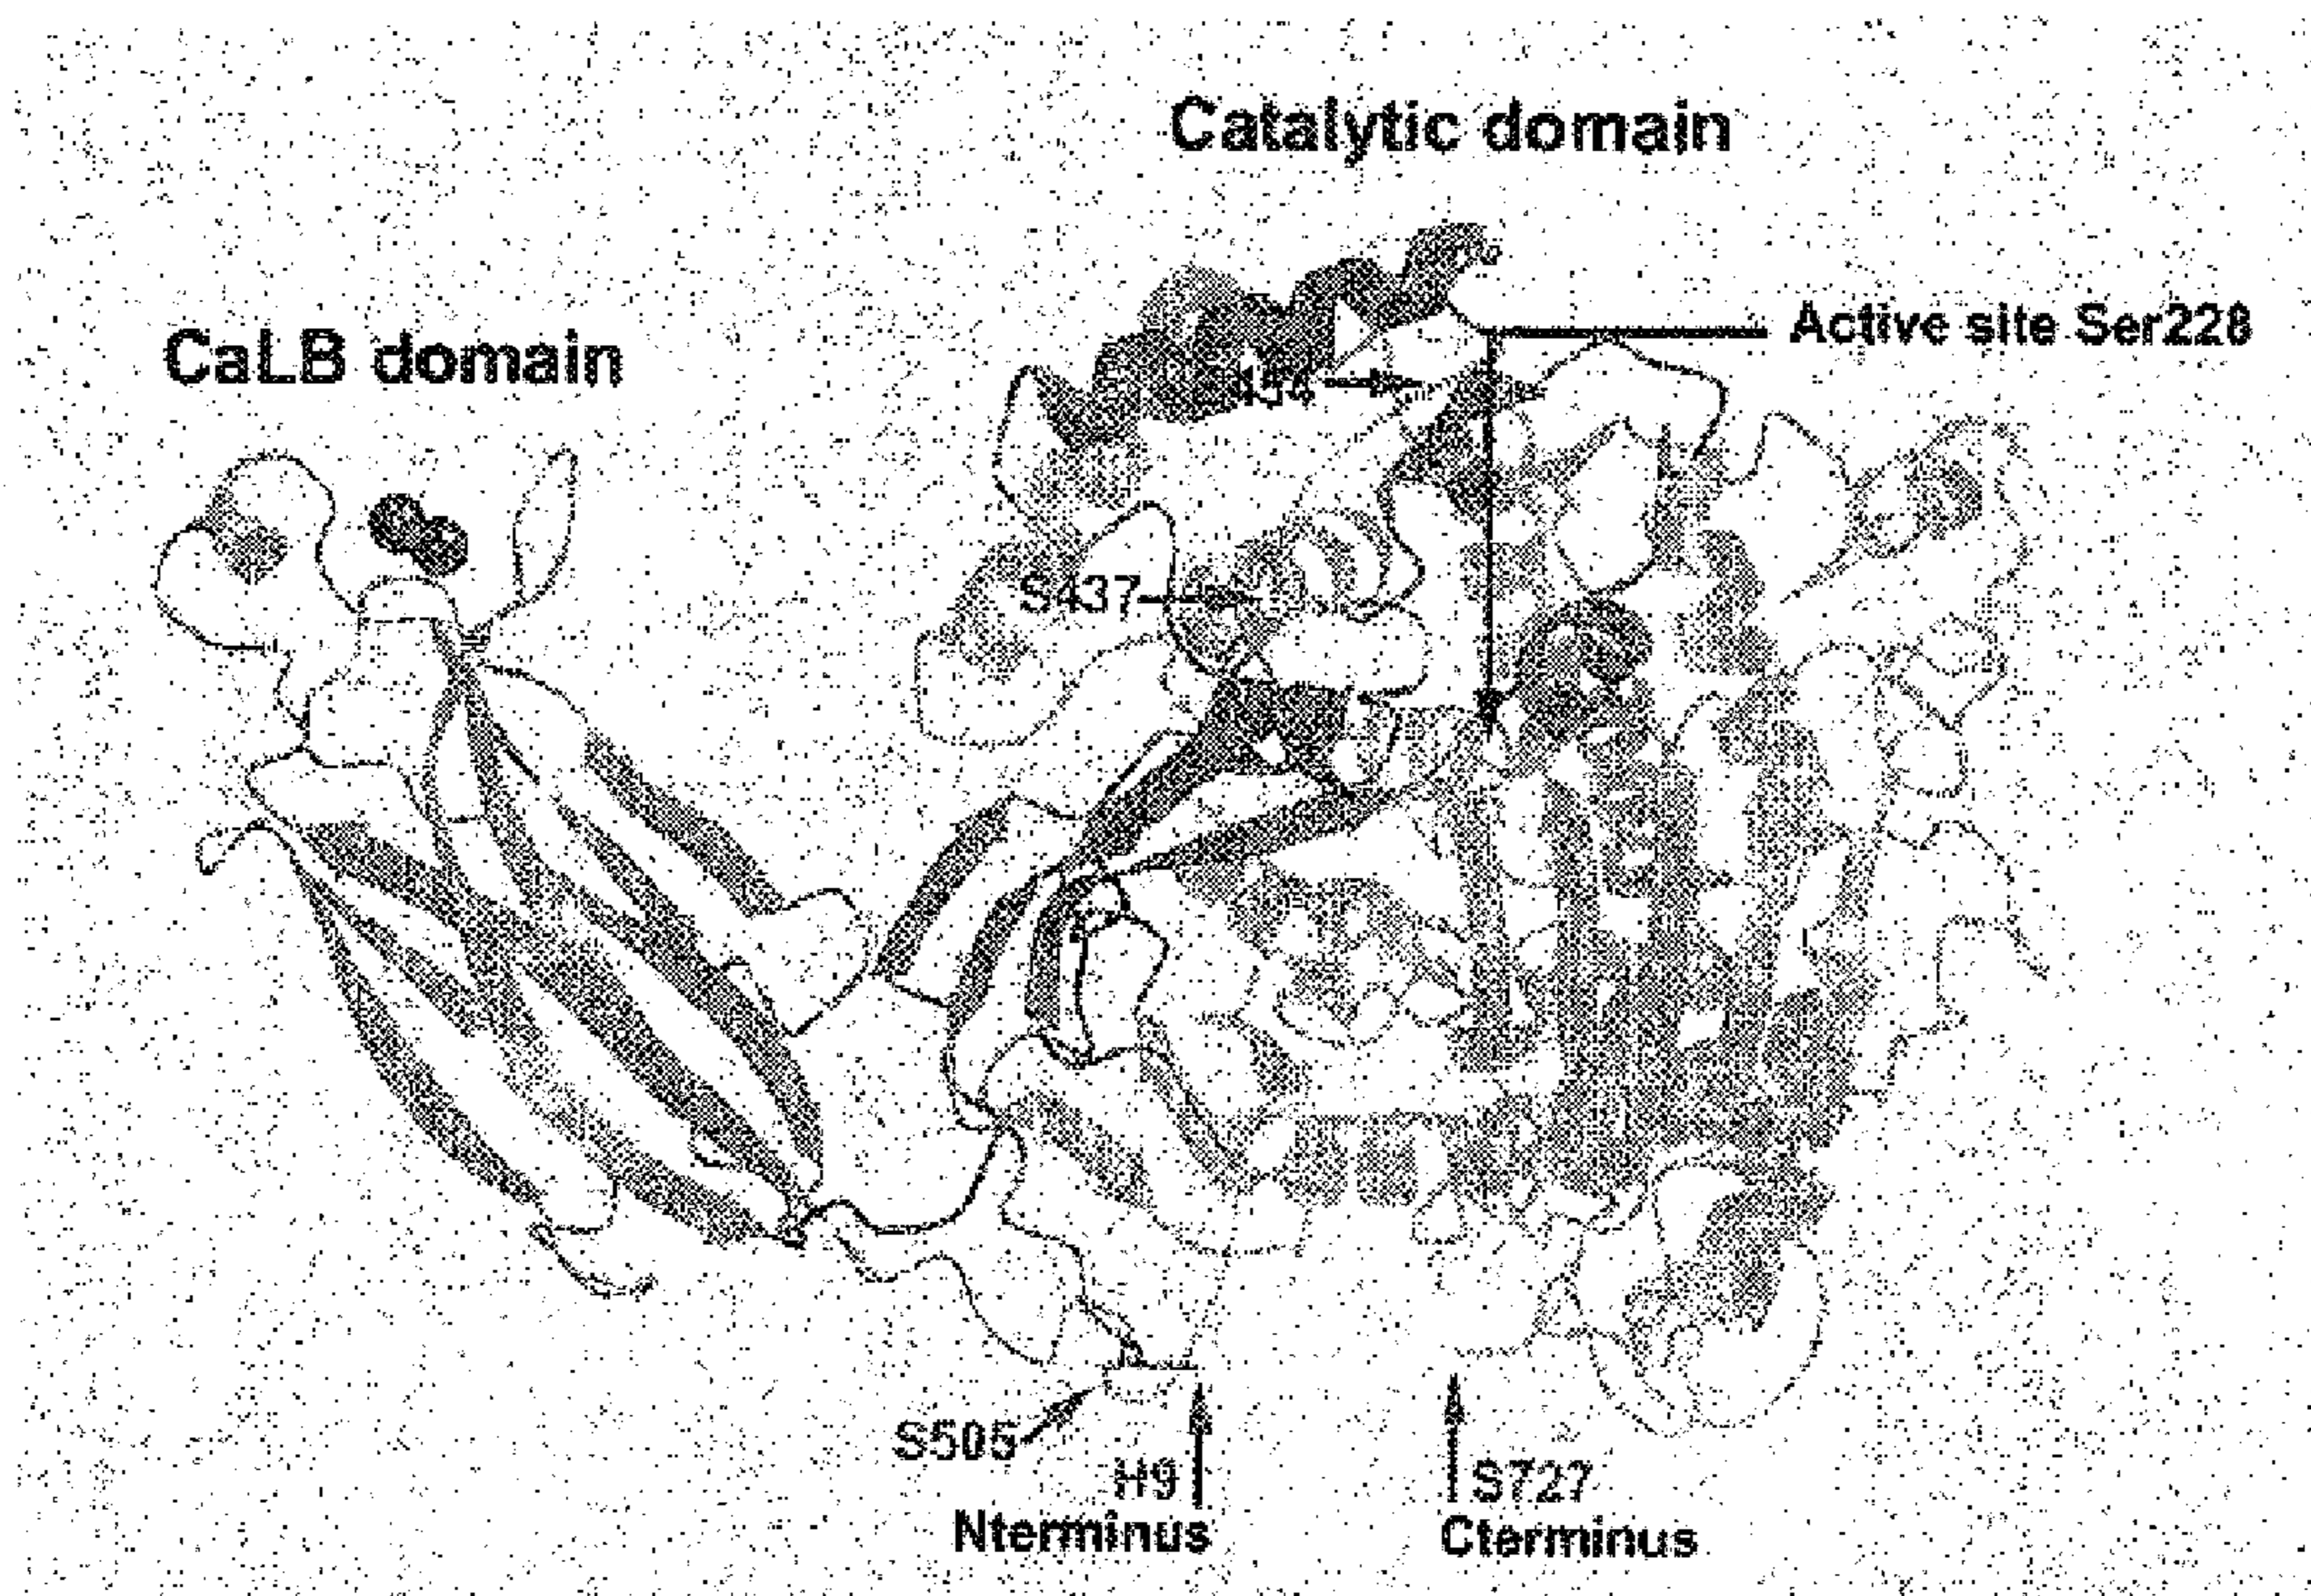 Catalytic domain
CaLB domain
Active site Ser228
S437
S505
H9
Nterminus
S727
Cterminus